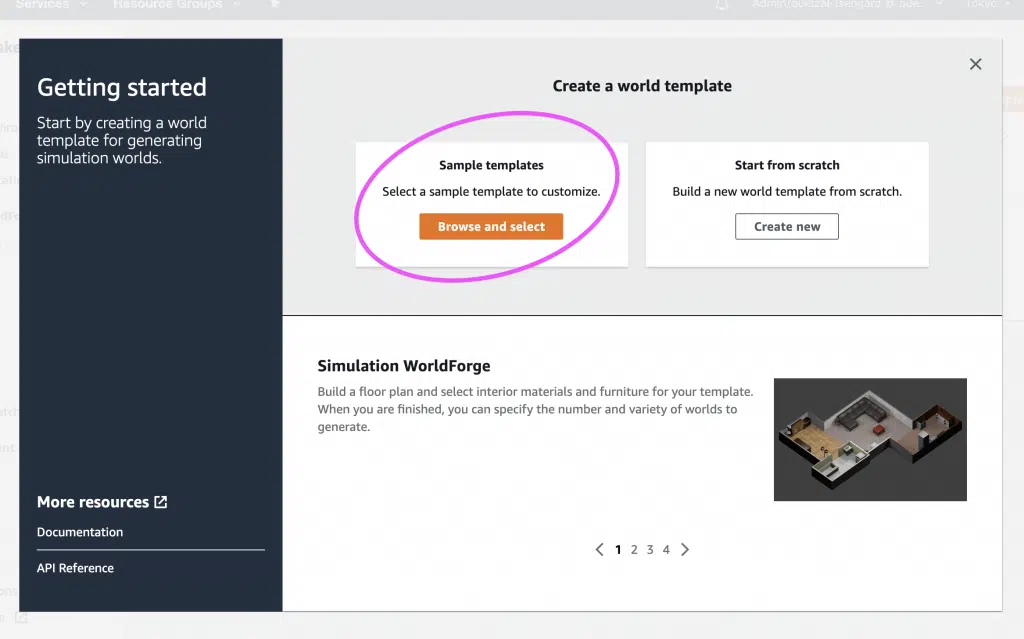 Services
Resource Groups
Tokyo
Getting started
Start by creating a world
template for generating
simulation worlds.
Create a world template
Sample templates
Select a sample template to customize.
Browse and select
Start from scratch
Build a new world template from scratch.
Create new
Simulation WorldForge
Build a floor plan and select interior materials and furniture for your template.
When you are finished, you can specify the number and variety of worlds to
generate.
1 2 3 4
More resources
Documentation
API Reference